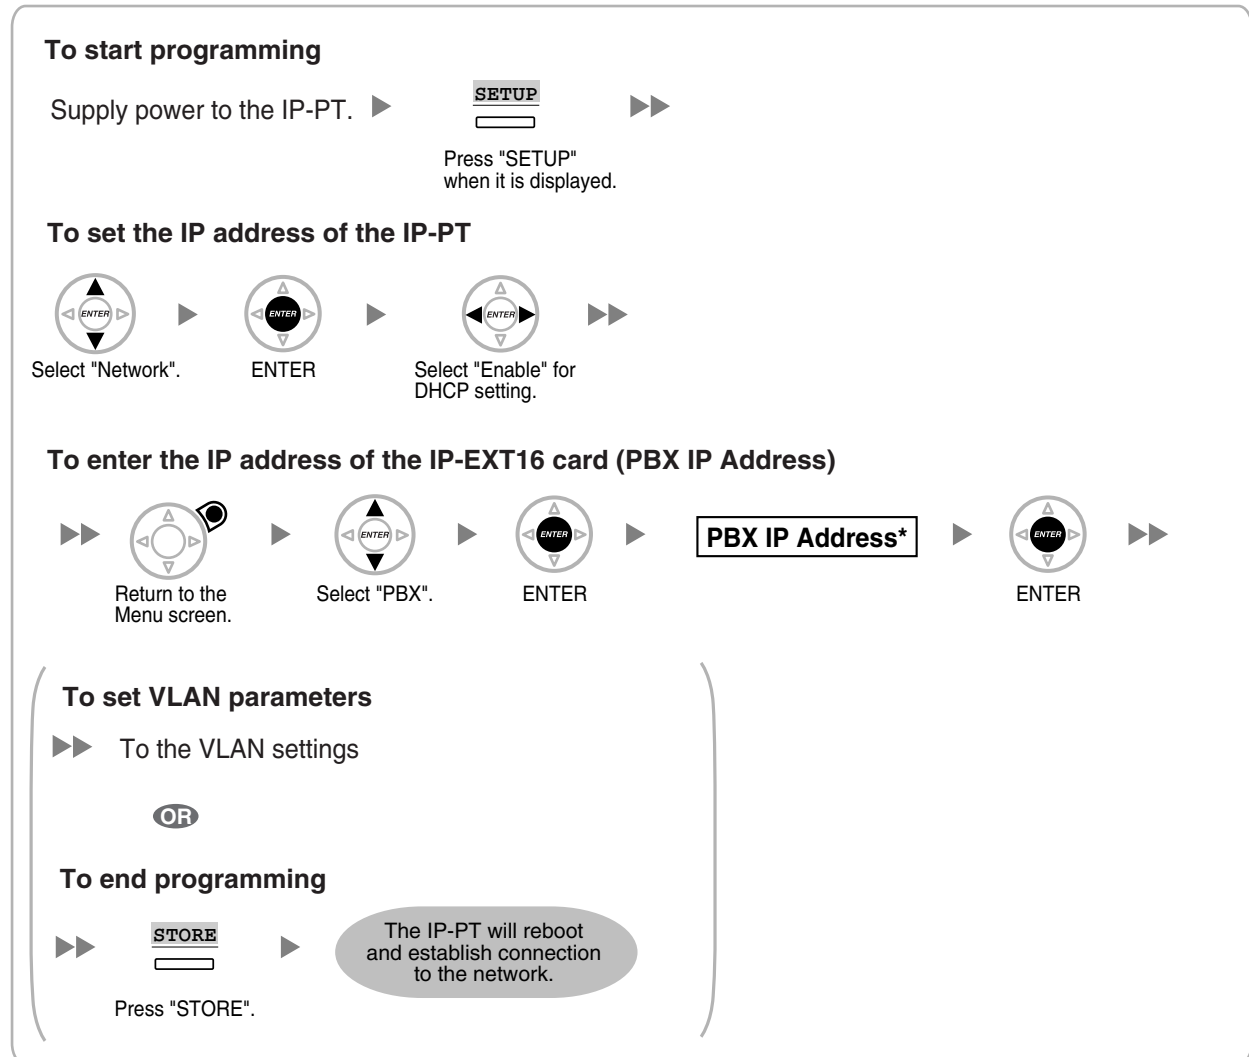 To start programming
Supply power to the IP-PT.
SETUP
Press "SETUP"
when it is displayed.
To set the IP address of the IP-PT
ENTER
ENTER
ENTER
Select "Network".
ENTER
Select "Enable" for
DHCP setting.
To enter the IP address of the IP-EXT16 card (PBX IP Address)
ENTER
ENTER
PBX IP Address*
ENTER
Return to the
Menu screen.
Select "PBX".
ENTER
ENTER
To set VLAN parameters
To the VLAN settings
OR
To end programming
STORE
Press "STORE".
The IP-PT will reboot
and establish connection
to the network.